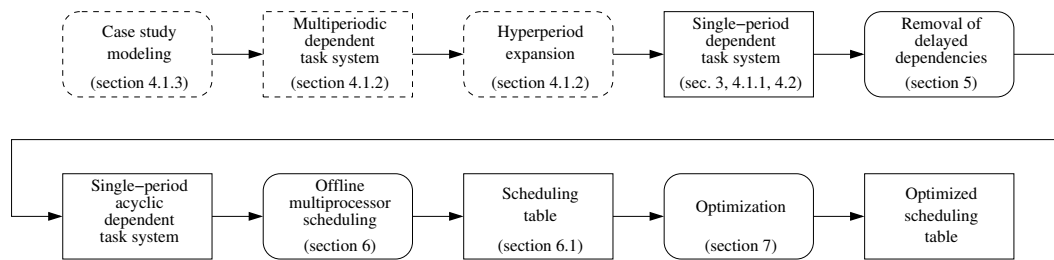 Case study
modeling
(section 4.1.3)
Multiperiodic
dependent
task system
(section 4.1.2)
Hyperperiod
expansion
(section 4.1.2)
Single−period
dependent
task system
(sec. 3, 4.1.1, 4.2)
Removal of
delayed
dependencies
(section 5)
Single−period
acyclic
dependent
task system
Offline
multiprocessor
scheduling
(section 6)
Scheduling
table
(section 6.1)
Optimization
(section 7)
Optimized
scheduling
table